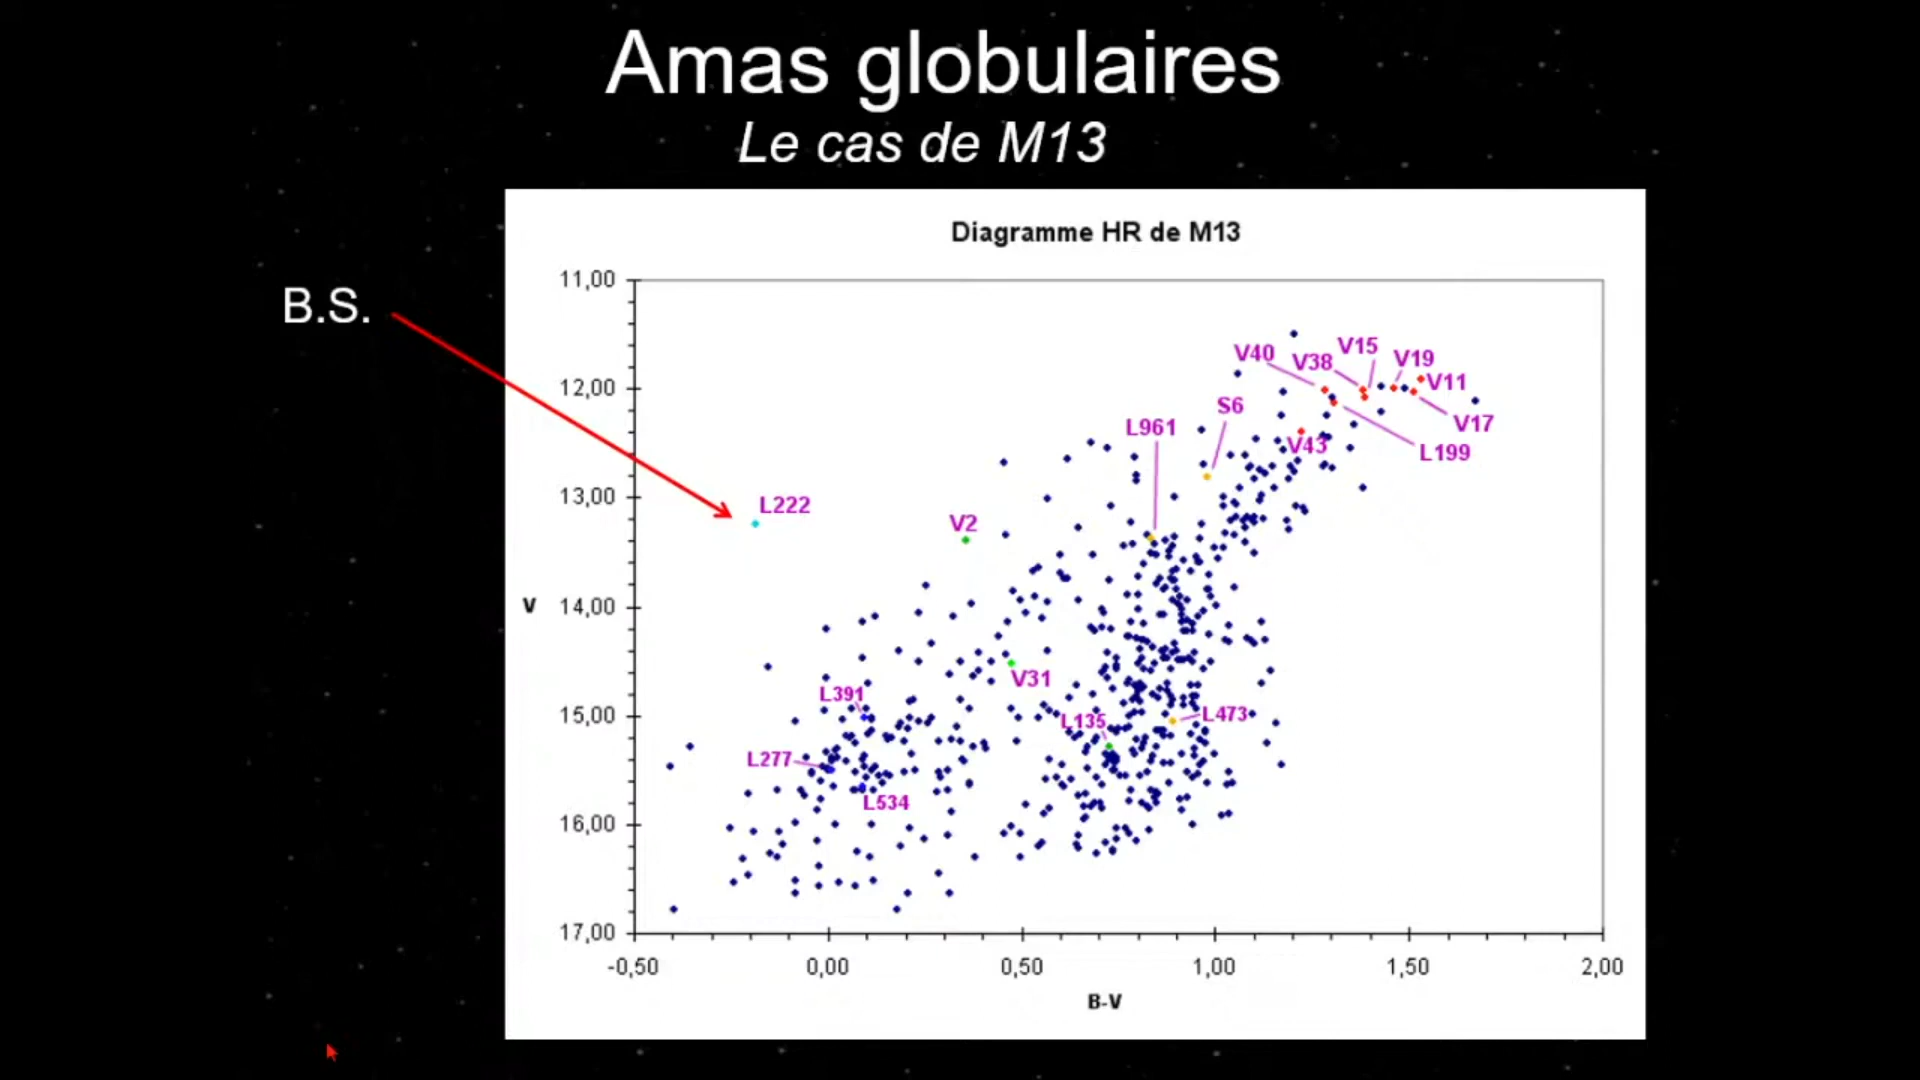 Amas globulaires
Le cas de M13
Diagramme HR de M13
B.S.
11,00
12,00
13,00
14,00
15,00
16,00
17,00
V
V40
V38
V15
V19
V11
V17
L199
V43
S6
L961
L222
V2
V31
L391
L135
L473
L277
L534
-0,50
0,00
0,50
1,00
1,50
2,00
B-V